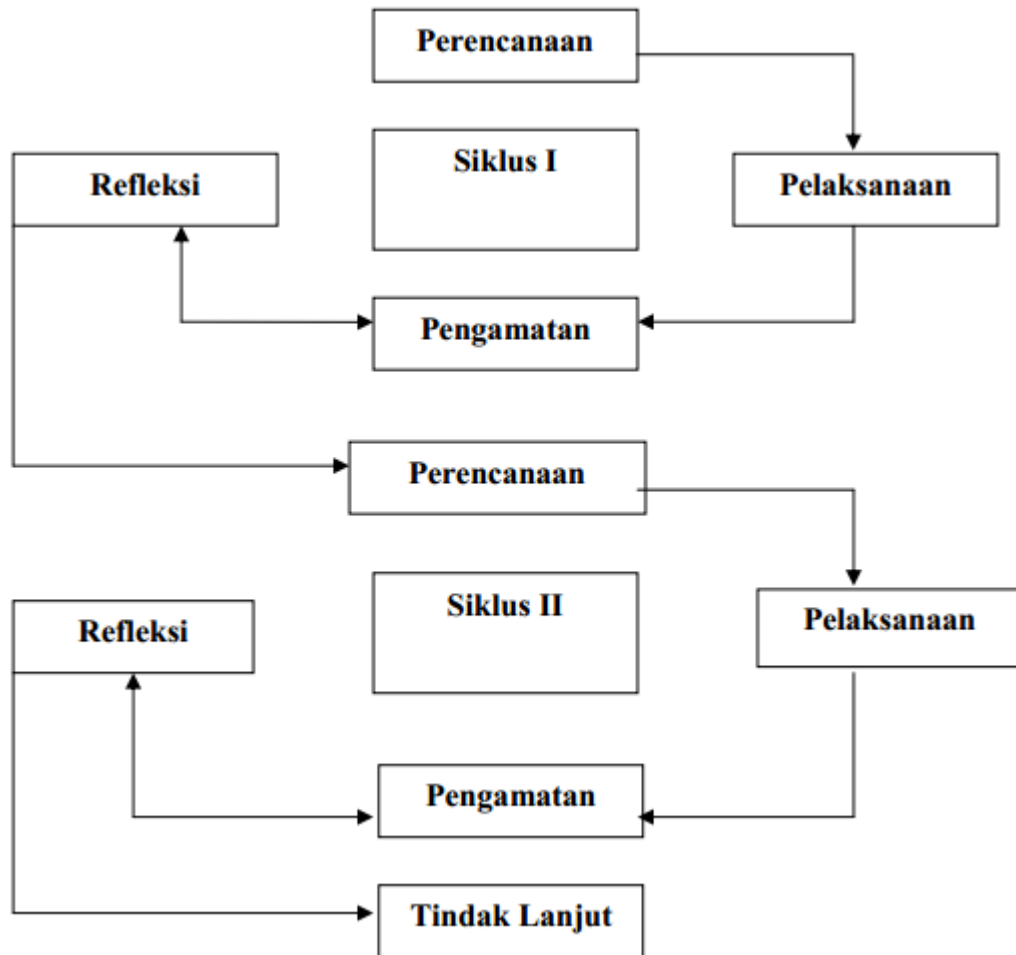 Perencanaan
Siklus I
Refleksi
Pelaksanaan
Pengamatan
Perencanaan
Siklus II
Refleksi
Pelaksanaan
Pengamatan
Tindak Lanjut